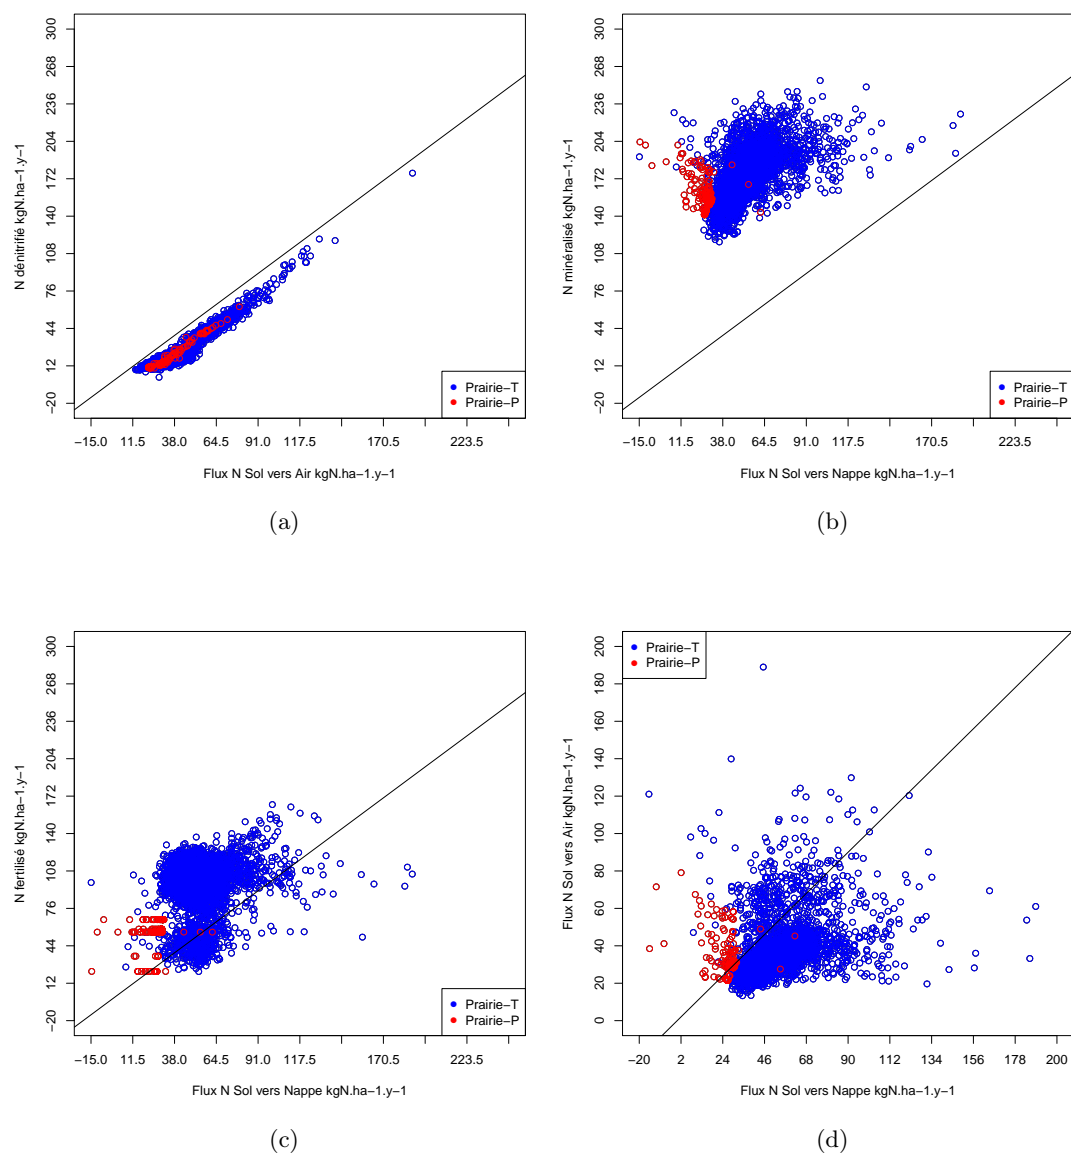 N dénitrifié kgN.ha−1.y−1
300
268
236
204
172
140
108
76
44
12
−20
Prairie−T
Prairie−P
−15.0 11.5 38.0 64.5 91.0 117.5 170.5 223.5
Flux N Sol vers Air kgN.ha−1.y−1
(a)
N minéralisé kgN.ha−1.y−1
300
268
236
204
172
140
108
76
44
12
−20
Prairie−T
Prairie−P
−15.0 11.5 38.0 64.5 91.0 117.5 170.5 223.5
Flux N Sol vers Nappe kgN.ha−1.y−1
(b)
N fertilisé kgN.ha−1.y−1
300
268
236
204
172
140
108
76
44
12
−20
Prairie−T
Prairie−P
−15.0 11.5 38.0 64.5 91.0 117.5 170.5 223.5
Flux N Sol vers Nappe kgN.ha−1.y−1
(c)
Prairie−T
Prairie−P
Flux N Sol vers Air kgN.ha−1.y−1
200
180
160
140
120
100
80
60
40
20
0
−20 2 24 46 68 90 112 134 156 178 200
Flux N Sol vers Nappe kgN.ha−1.y−1
(d)